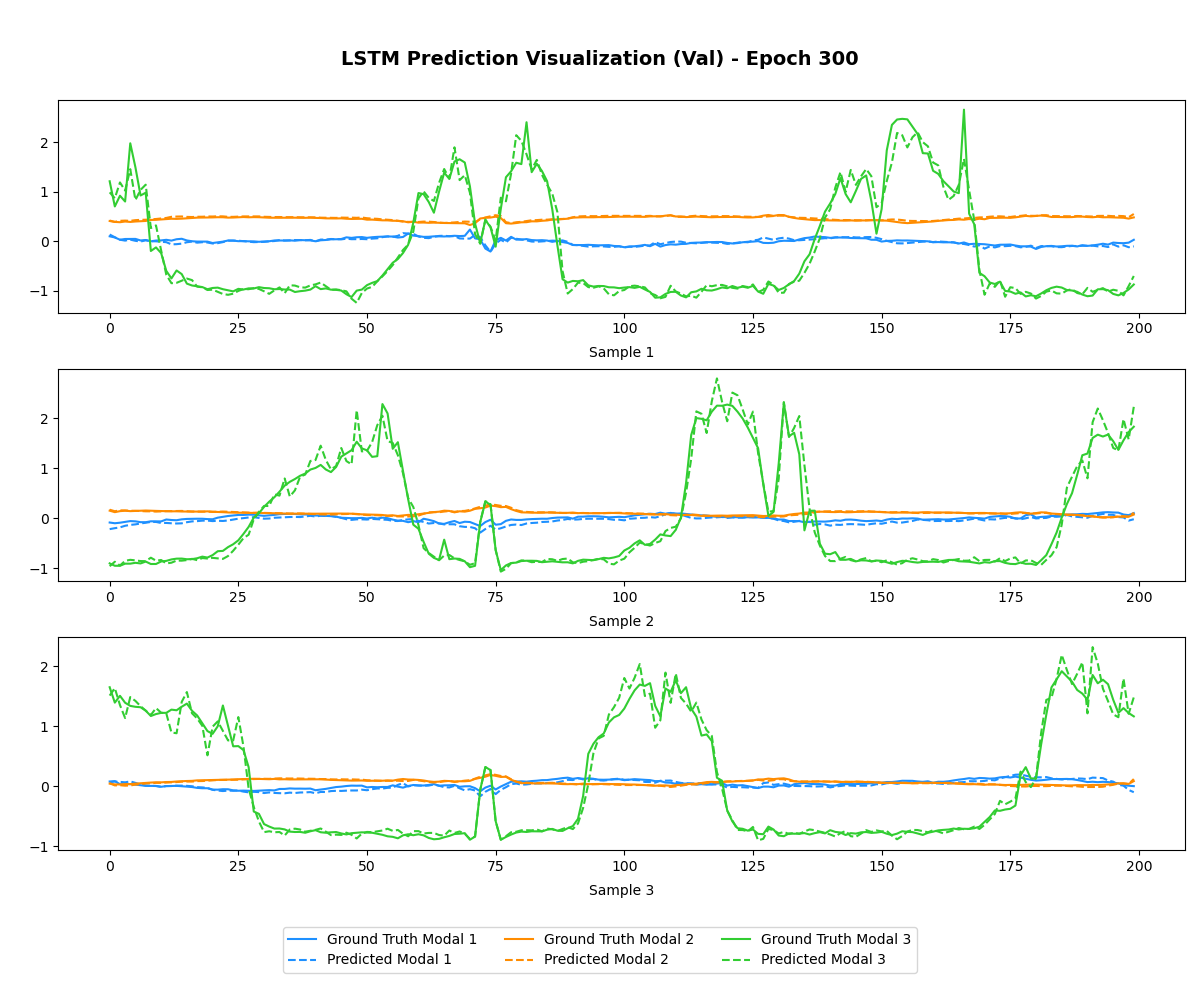 LSTM Prediction Visualization (Val) - Epoch 300
2
1
0
−1
0 25 50 75 100 125 150 175 200
Sample 1
2
1
0
−1
0 25 50 75 100 125 150 175 200
Sample 2
2
1
0
−1
0 25 50 75 100 125 150 175 200
Sample 3
Ground Truth Modal 1 Ground Truth Modal 2 Ground Truth Modal 3
Predicted Modal 1 Predicted Modal 2 Predicted Modal 3